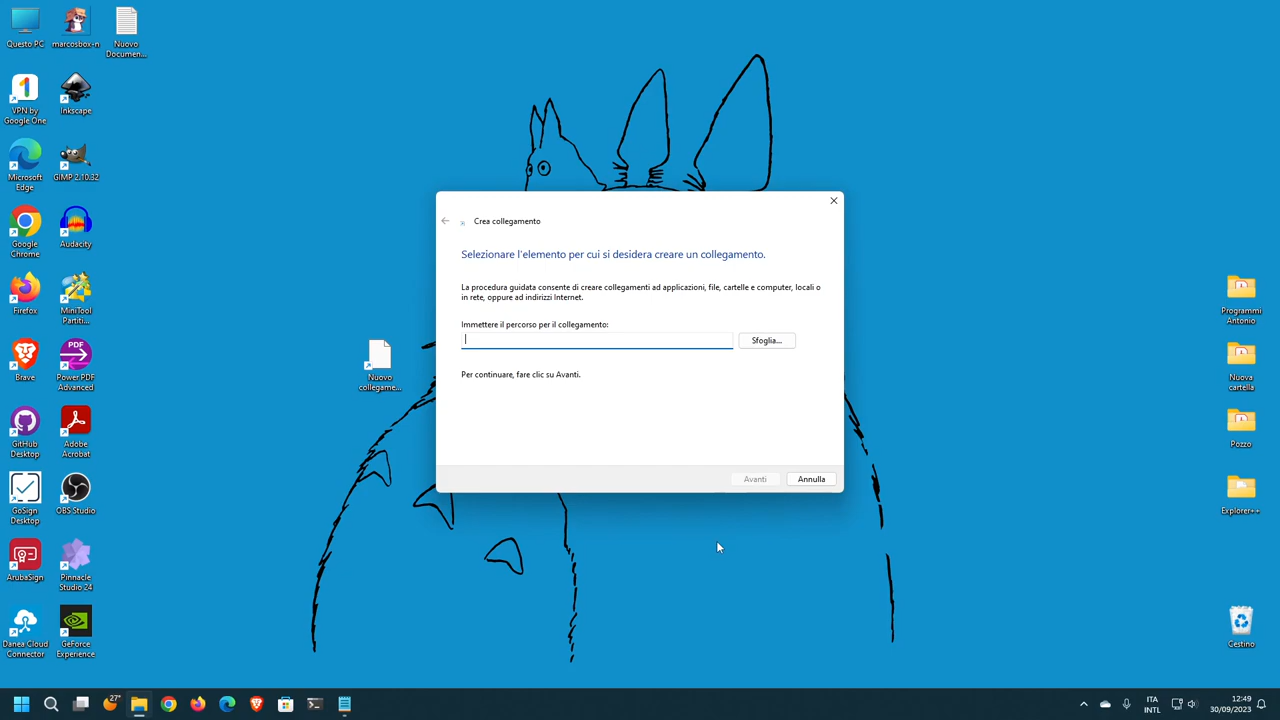 Questo PC
marcosbox-n
Nuovo
Documen...
VPN by
Google One
Inkscape
Microsoft
Edge
GIMP 2.10.32
Google
Chrome
Audacity
Firefox
MiniTool
Partiti...
Brave
PDF
Power PDF
Advanced
GitHub
Desktop
Adobe
Acrobat
GoSign
Desktop
OBS Studio
ArubaSign
Pinnacle
Studio 24
Danea Cloud
Connector
GeForce
Experience
Nuovo
collegame...
Crea collegamento
Selezionare l'elemento per cui si desidera creare un collegamento.
La procedura guidata consente di creare collegamenti ad applicazioni, file, cartelle e computer, locali o
in rete, oppure ad indirizzi Internet.
Immettere il percorso per il collegamento:
Sfoglia...
Per continuare, fare clic su Avanti.
Avanti
Annulla
Programmi
Antonio
Nuova
cartella
Pozzo
Explorer++
Cestino
27°
ITA
INTL
12:49
30/09/2023